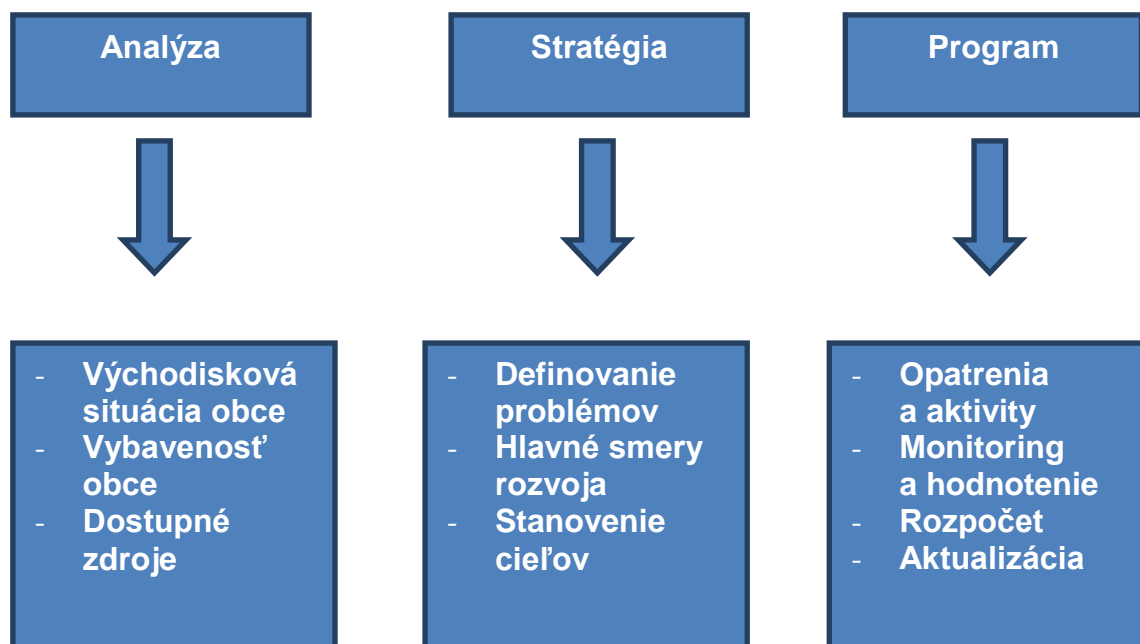 Analýza
Stratégia
Program
- Východisková
situácia obce
- Vybavenosť
obce
- Dostupné
zdroje
- Definovanie
problémov
- Hlavné smery
rozvoja
- Stanovenie
cieľov
- Opatrenia
a aktivity
- Monitoring
a hodnotenie
- Rozpočet
- Aktualizácia